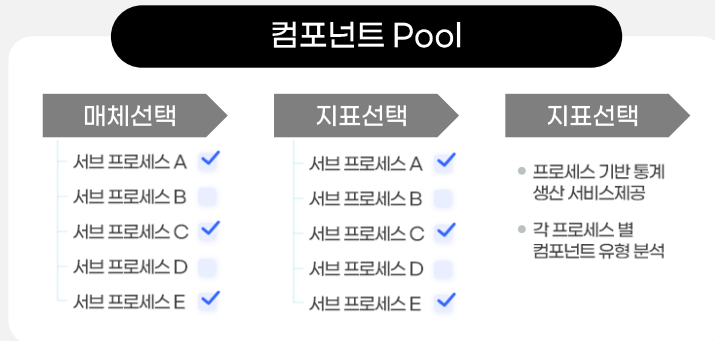 컴포넌트 Pool
매체선택
서브 프로세스 A
서브 프로세스 B
서브 프로세스 C
서브 프로세스 D
서브 프로세스 E
지표선택
서브 프로세스 A
서브 프로세스 B
서브 프로세스 C
서브 프로세스 D
서브 프로세스 E
지표선택
프로세스 기반 통계
생산 서비스제공
각 프로세스 별
컴포넌트 유형 분석